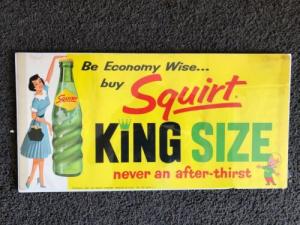 Be Economy Wise...
buy Squirt
Squirt
KING SIZE
never an after-thirst